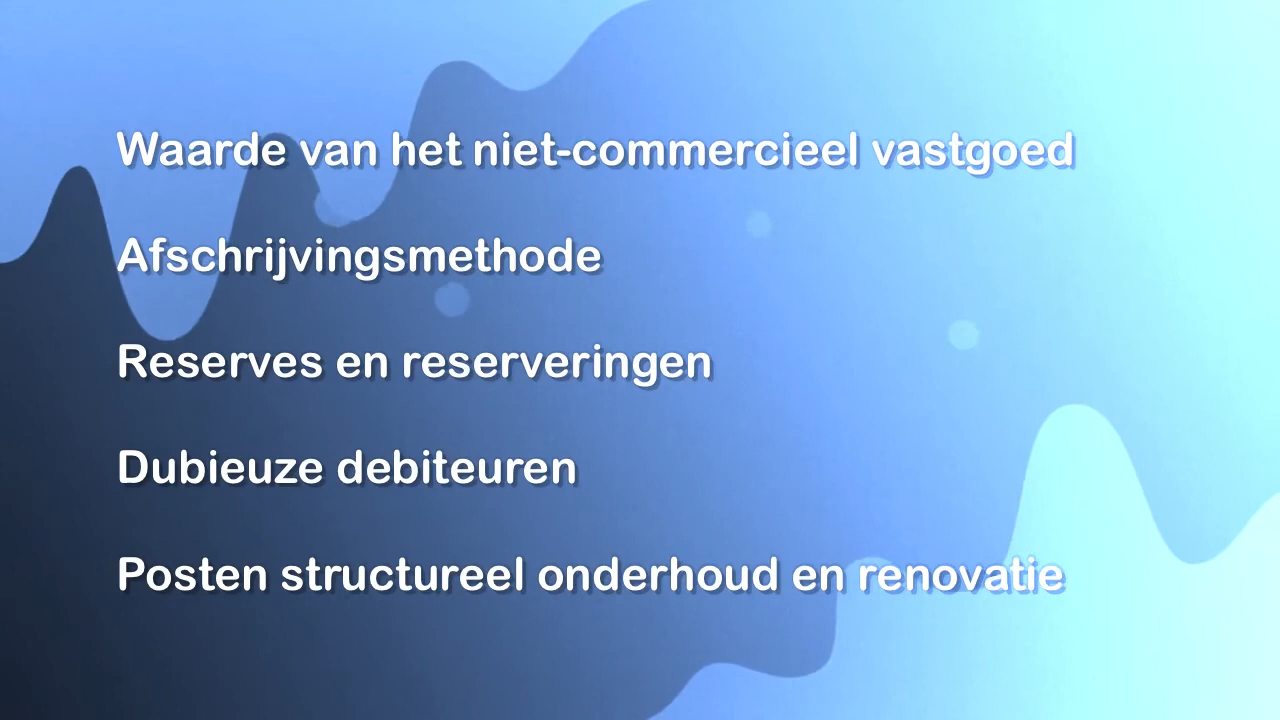 Waarde van het niet-commercieel vastgoed
Afschrijvingsmethode
Reserves en reserveringen
Dubieuze debiteuren
Posten structureel onderhoud en renovatie